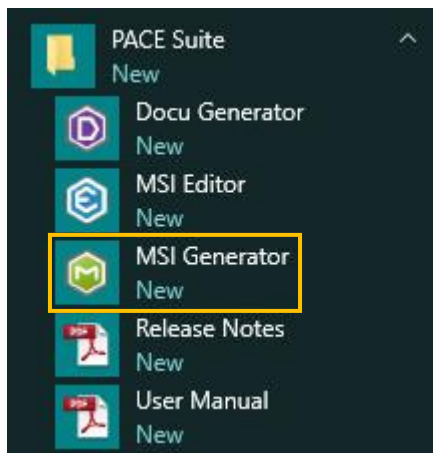 PACE Suite
New
Docu Generator
New
MSI Editor
New
MSI Generator
New
Release Notes
New
User Manual
New